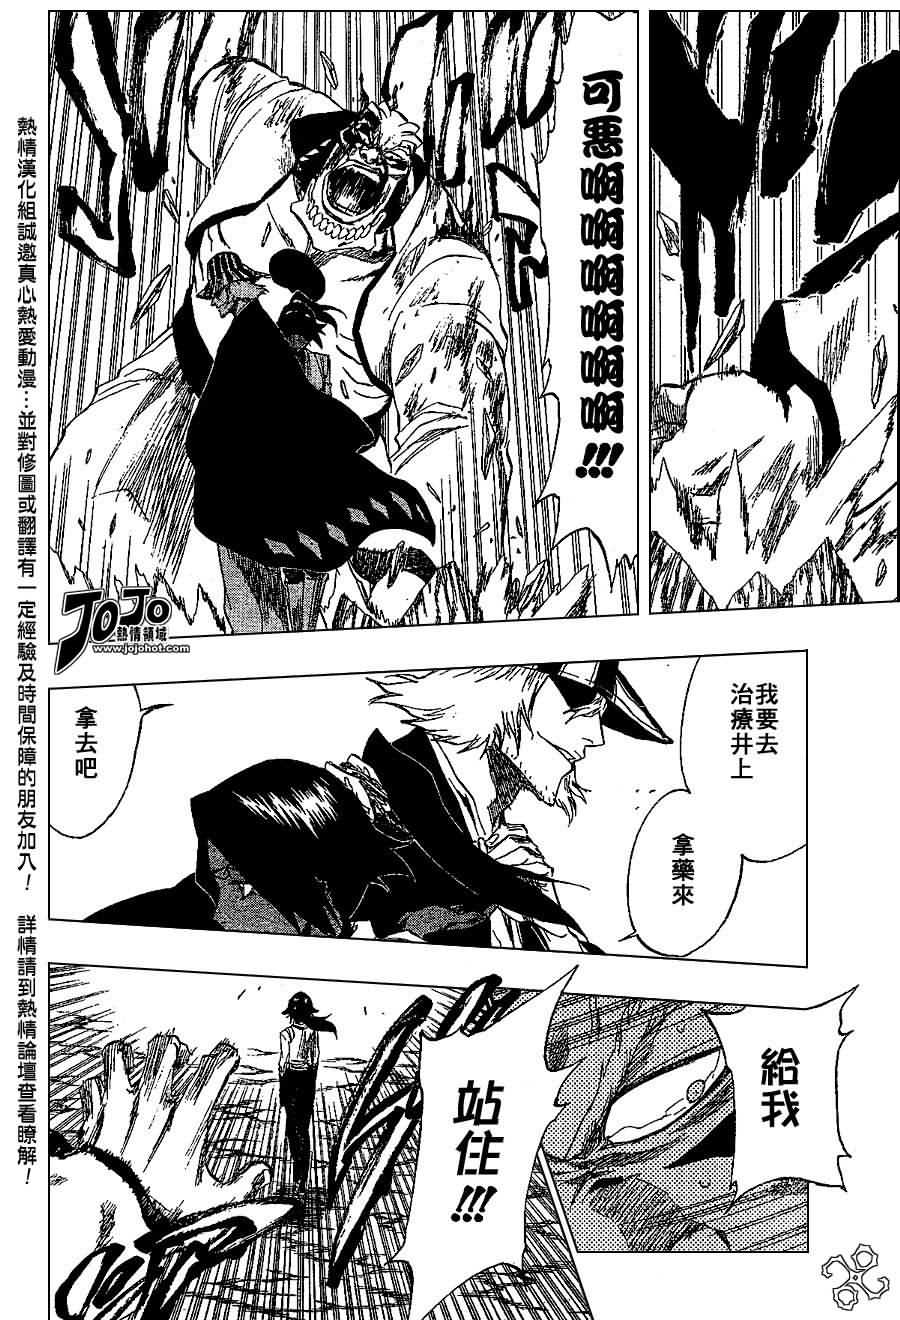 可惡啊啊啊啊啊啊!!!
我要去
治療井上
拿藥來
拿去吧
給我
站住!!!
熱情漢化組誠邀真心熱愛動漫…並對修圖或翻譯有一定經驗及時間保障的朋友加入! 詳情請到熱情論壇查看瞭解!
JOJO
熱情領域
www.jojohot.com